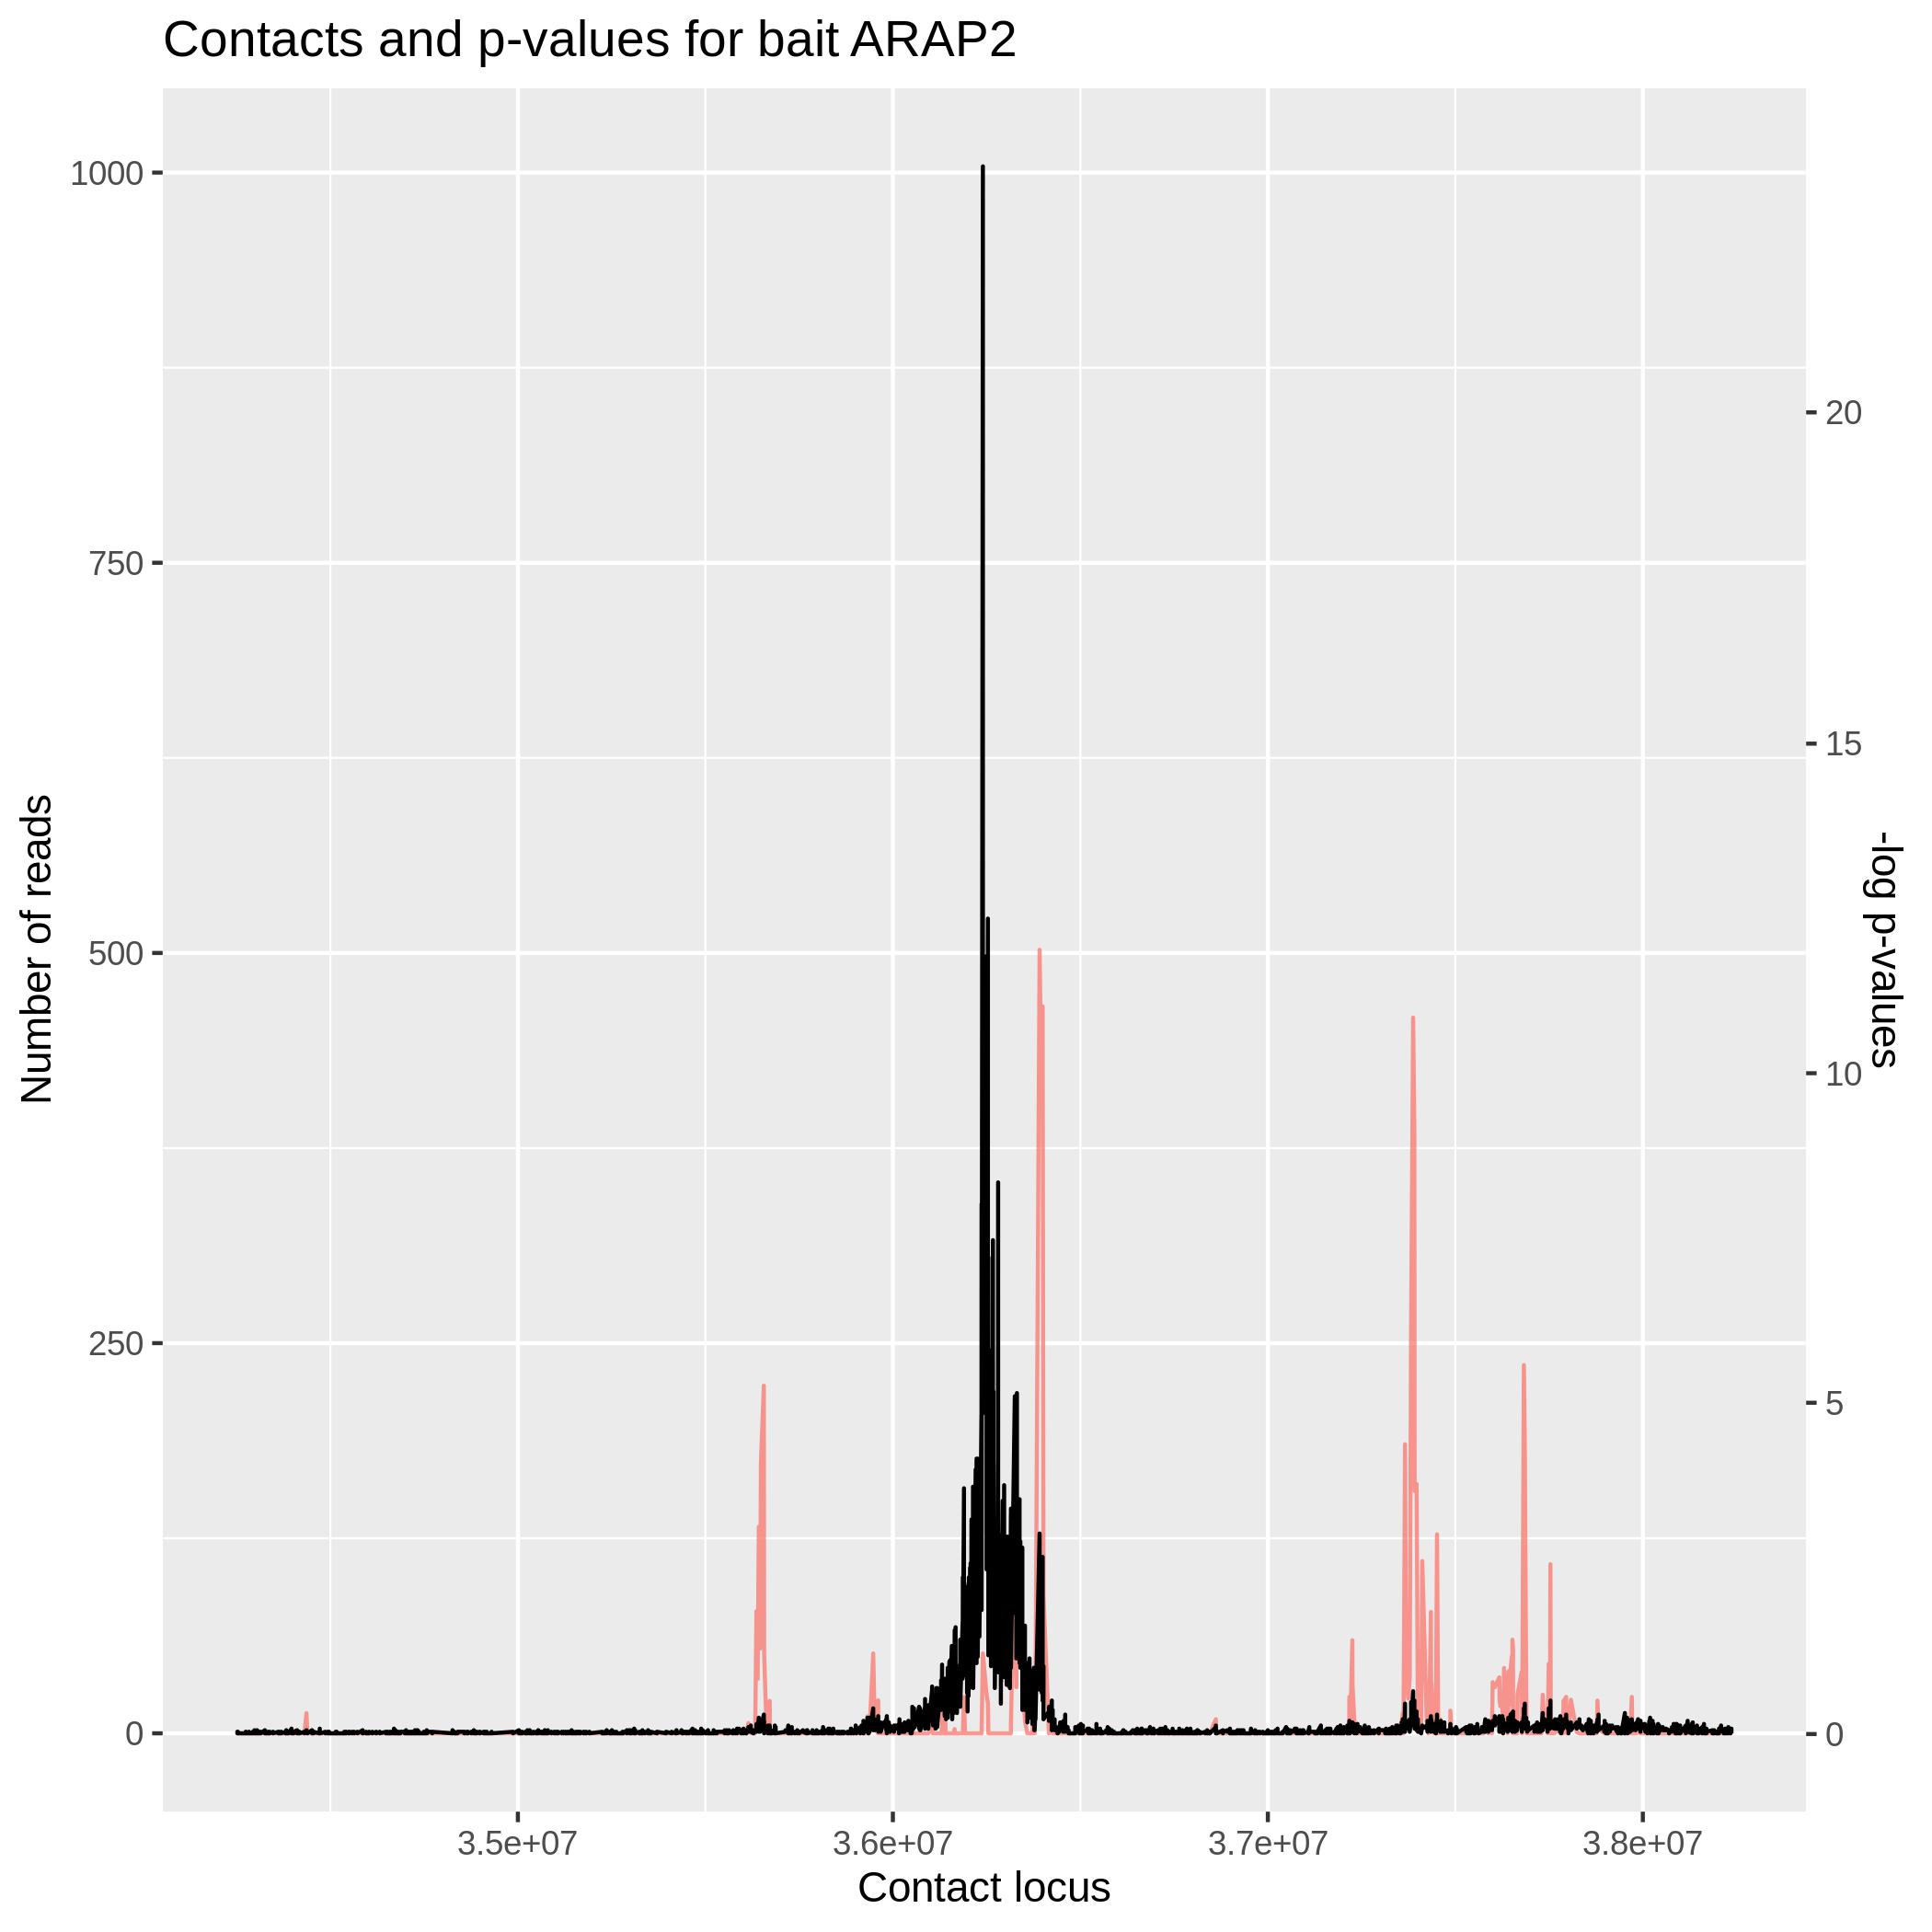 Contacts and p-values for bait ARAP2
1000
750
500
250
0
Number of reads
20
15
10
5
0
-log p-values
3.5e+07
3.6e+07
3.7e+07
3.8e+07
Contact locus